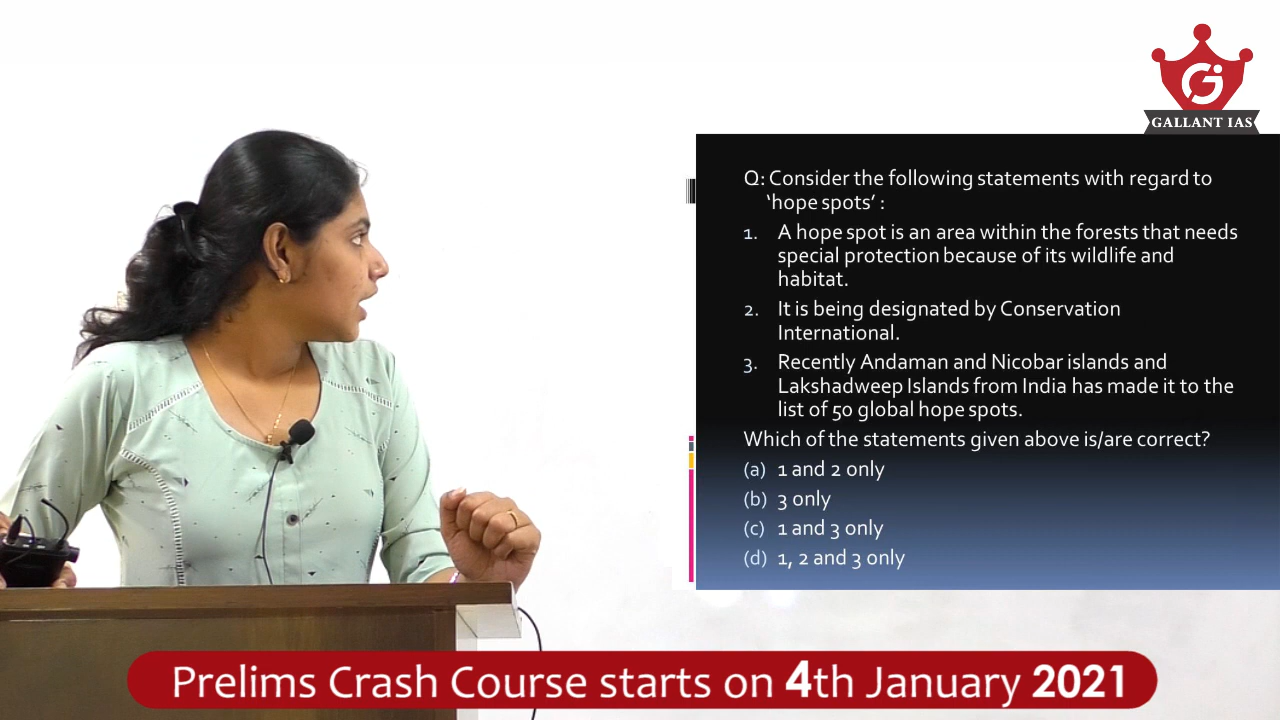 GALLANT IAS
Q: Consider the following statements with regard to
‘hope spots’ :
1. A hope spot is an area within the forests that needs
special protection because of its wildlife and
habitat.
2. It is being designated by Conservation
International.
3. Recently Andaman and Nicobar islands and
Lakshadweep Islands from India has made it to the
list of 50 global hope spots.
Which of the statements given above is/are correct?
(a) 1 and 2 only
(b) 3 only
(c) 1 and 3 only
(d) 1, 2 and 3 only
Prelims Crash Course starts on 4th January 2021